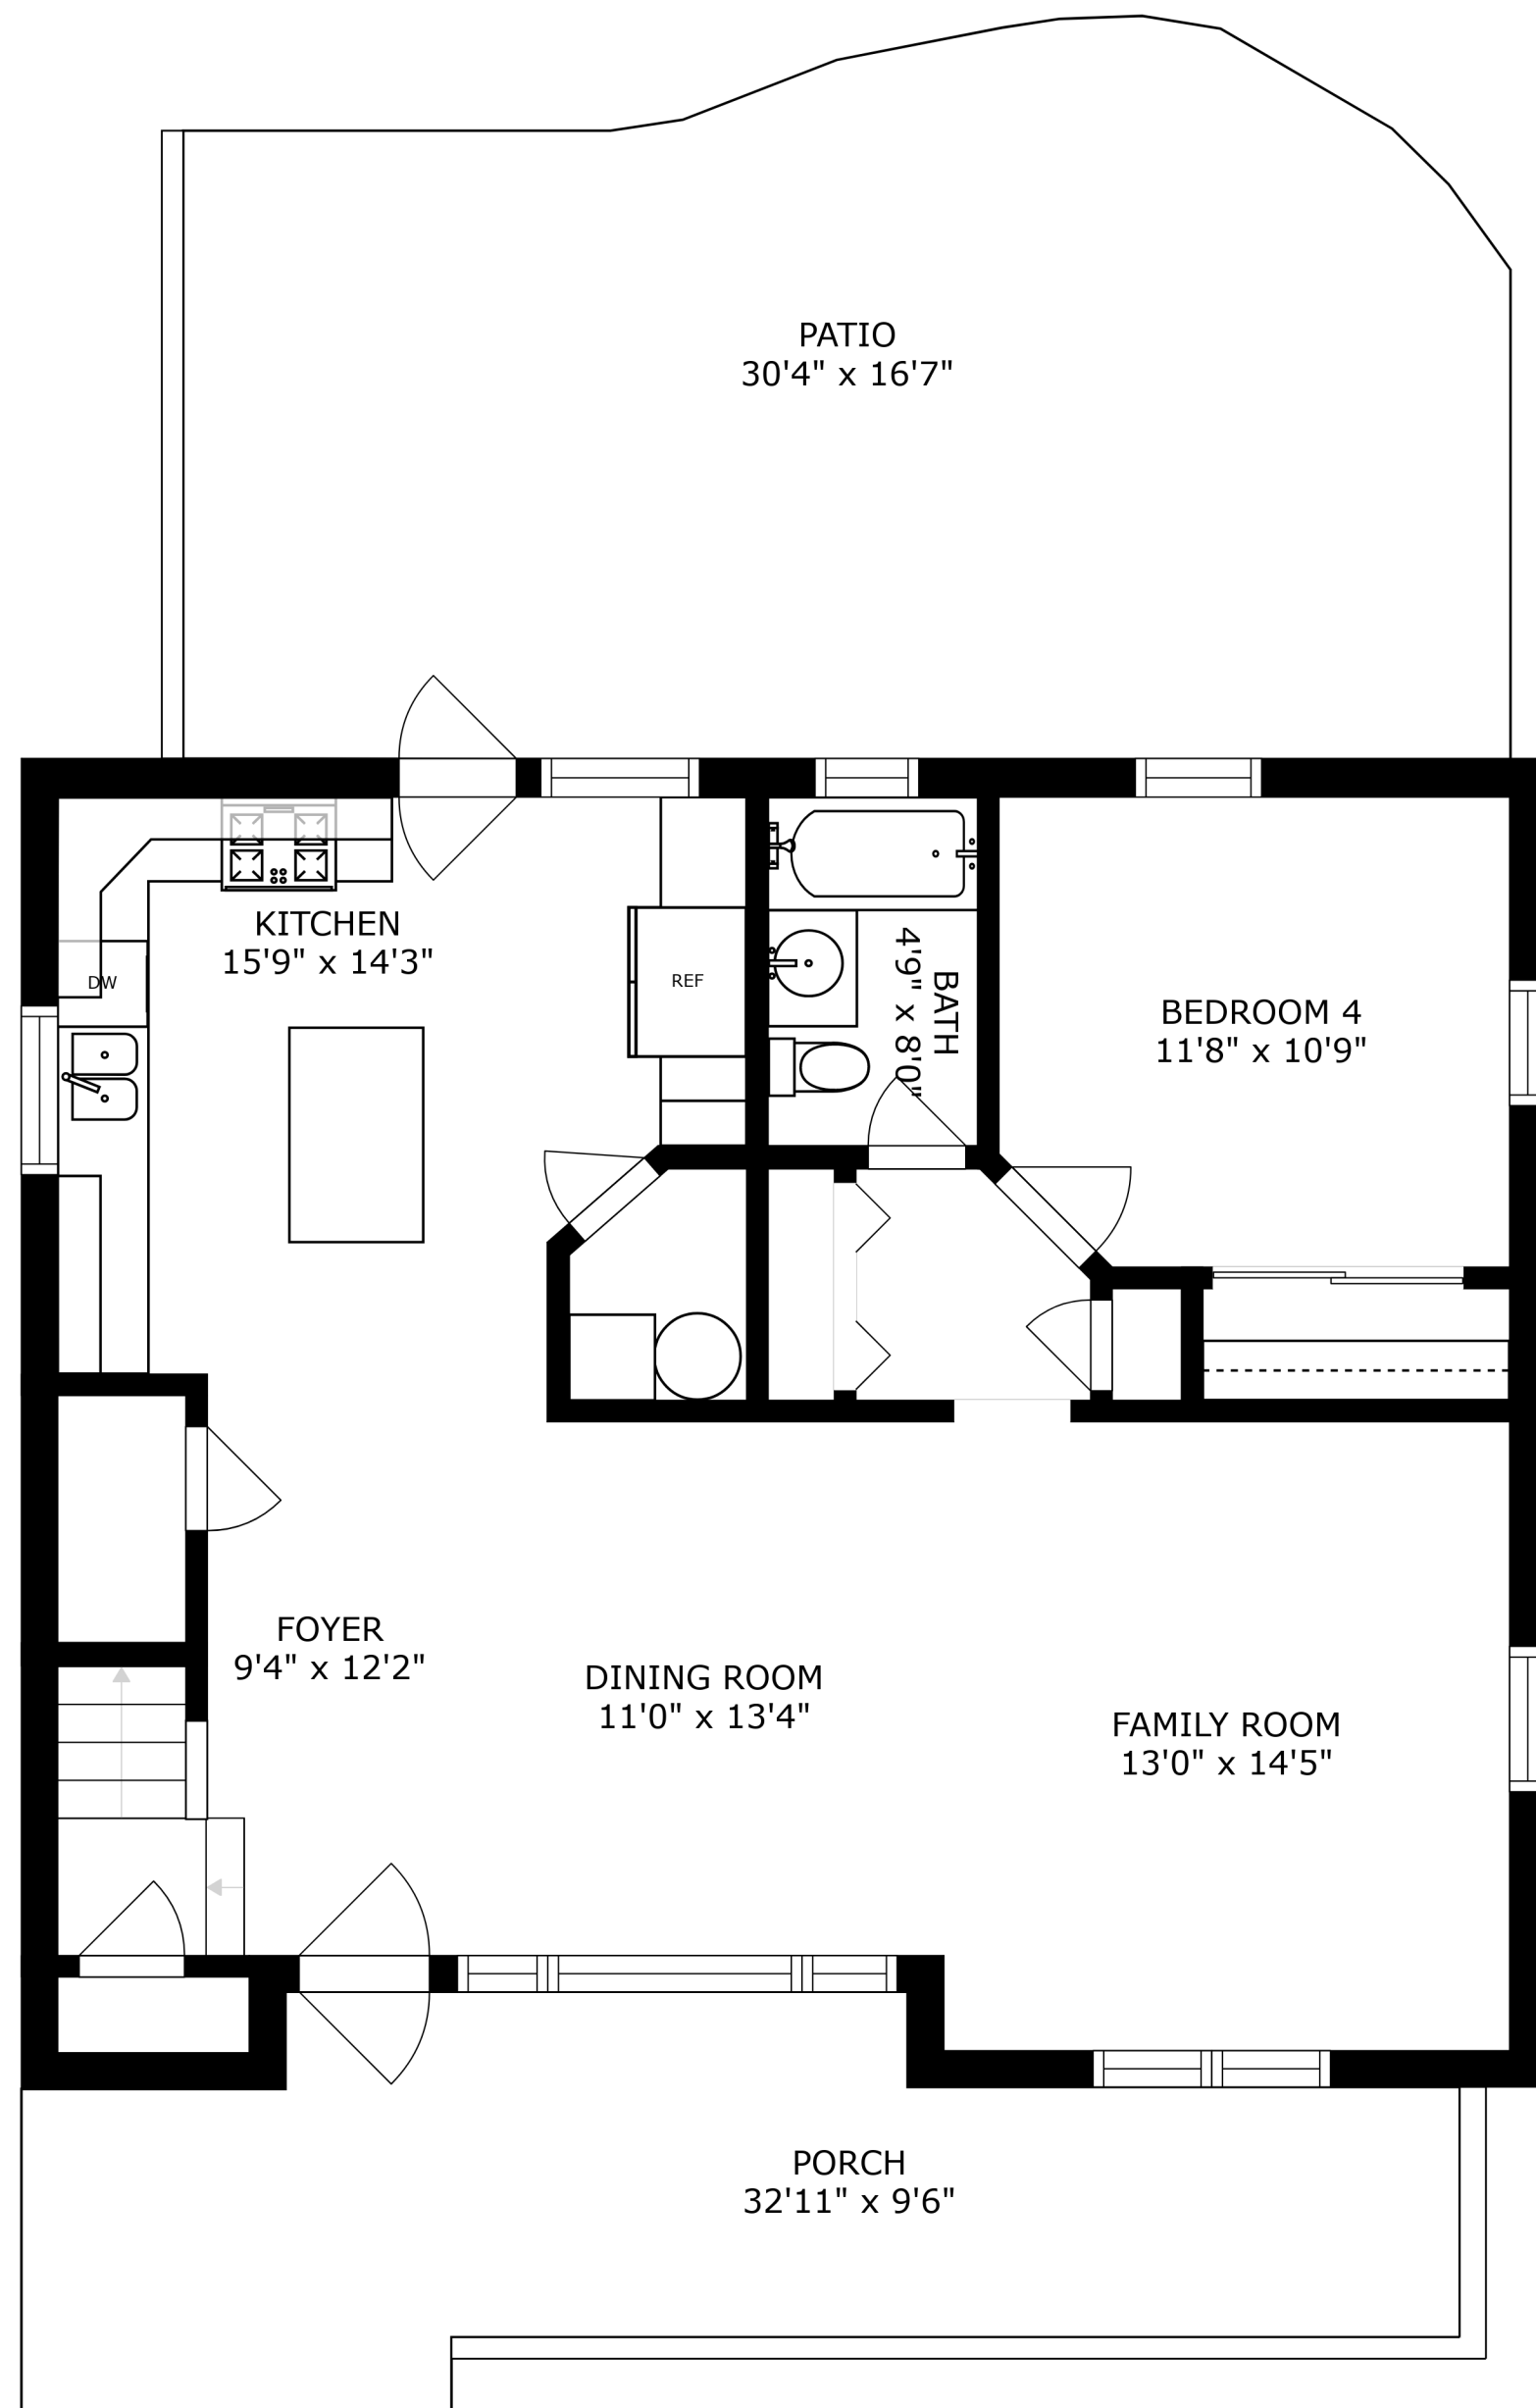 PATIO
30'4" x 16'7"
KITCHEN
15'9" x 14'3"
DW
REF
BATH
4'9" x 8'0"
BEDROOM 4
11'8" x 10'9"
FOYER
9'4" x 12'2"
DINING ROOM
11'0" x 13'4"
FAMILY ROOM
13'0" x 14'5"
PORCH
32'11" x 9'6"